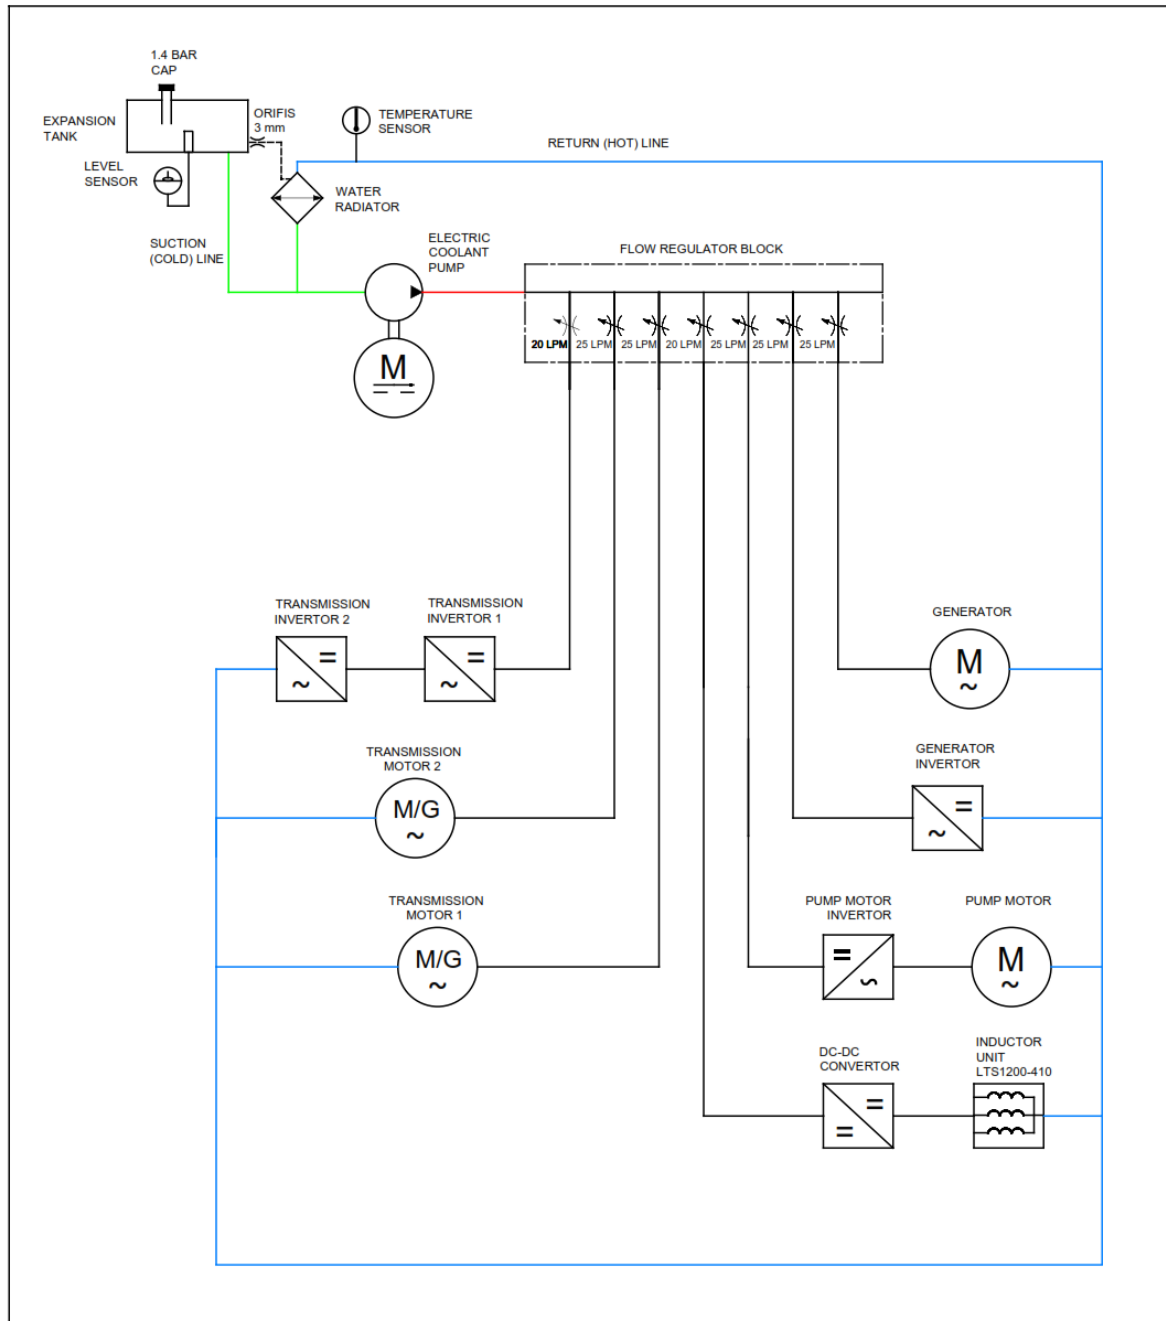 1.4 BAR
CAP
EXPANSION
TANK
ORIFIS
3 mm
TEMPERATURE
SENSOR
RETURN (HOT) LINE
LEVEL
SENSOR
WATER
RADIATOR
SUCTION
(COLD) LINE
ELECTRIC
COOLANT
PUMP
FLOW REGULATOR BLOCK
20 LPM
25 LPM
25 LPM
20 LPM
25 LPM
25 LPM
25 LPM
M
TRANSMISSION
INVERTOR 2
TRANSMISSION
INVERTOR 1
GENERATOR
=
~
=
~
M
~
TRANSMISSION
MOTOR 2
M/G
~
GENERATOR
INVERTOR
=
~
TRANSMISSION
MOTOR 1
M/G
~
PUMP MOTOR
INVERTOR
=
~
PUMP MOTOR
M
~
DC-DC
CONVERTOR
=
=
INDUCTOR
UNIT
LTS1200-410